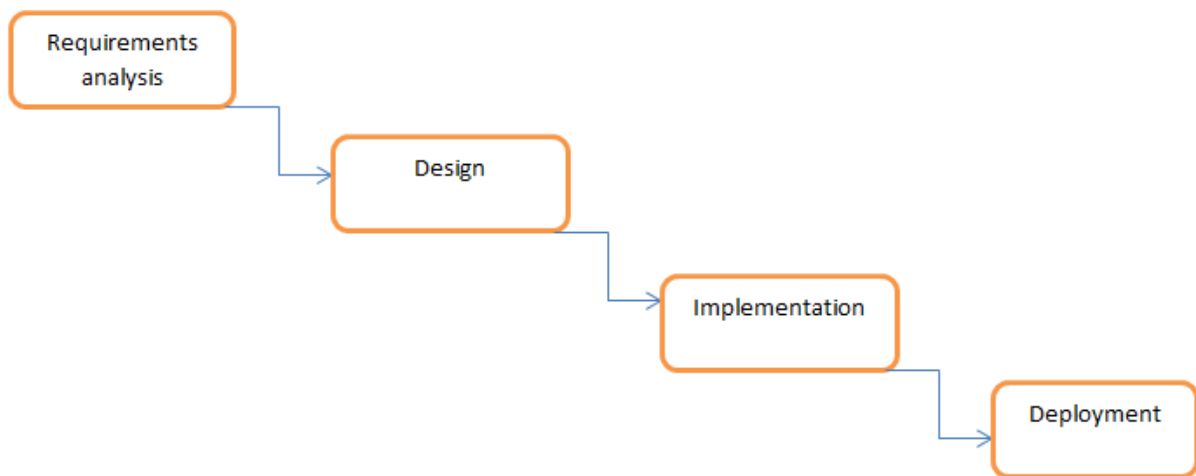 Requirements
analysis
Design
Implementation
Deployment